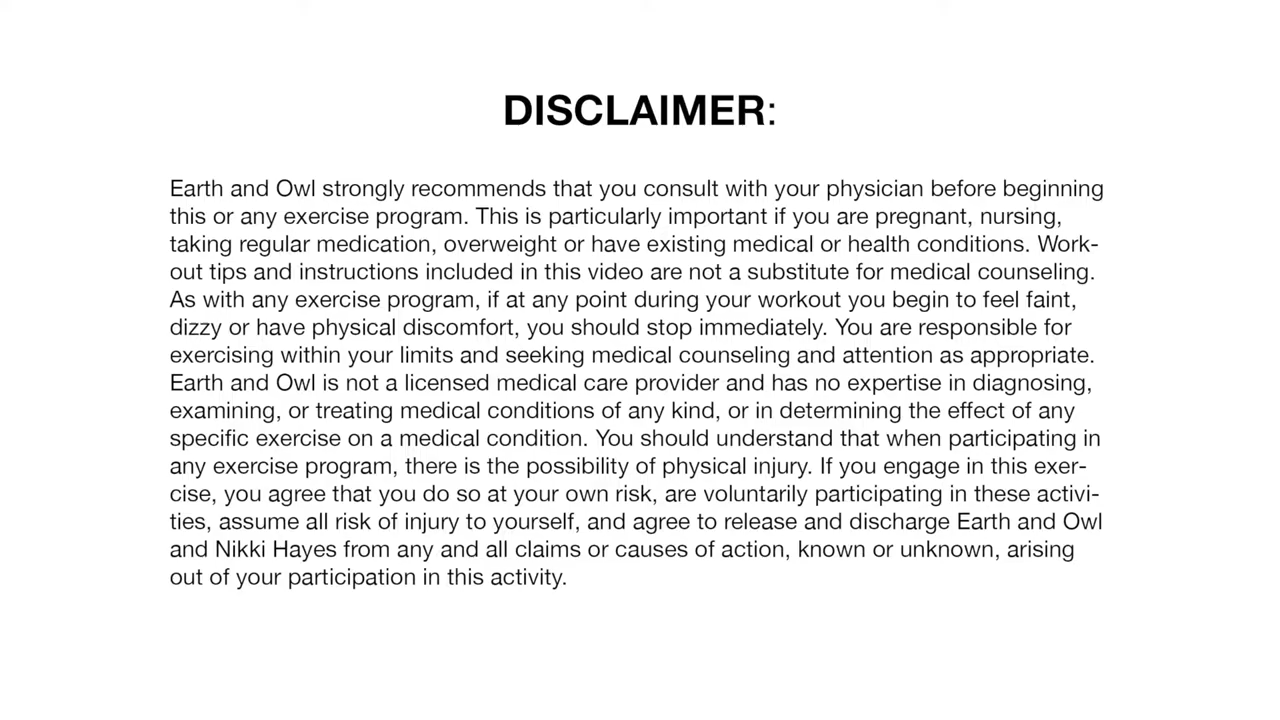 DISCLAIMER:
Earth and Owl strongly recommends that you consult with your physician before beginning
this or any exercise program. This is particularly important if you are pregnant, nursing,
taking regular medication, overweight or have existing medical or health conditions. Work-
out tips and instructions included in this video are not a substitute for medical counseling.
As with any exercise program, if at any point during your workout you begin to feel faint,
dizzy or have physical discomfort, you should stop immediately. You are responsible for
exercising within your limits and seeking medical counseling and attention as appropriate.
Earth and Owl is not a licensed medical care provider and has no expertise in diagnosing,
examining, or treating medical conditions of any kind, or in determining the effect of any
specific exercise on a medical condition. You should understand that when participating in
any exercise program, there is the possibility of physical injury. If you engage in this exer-
cise, you agree that you do so at your own risk, are voluntarily participating in these activi-
ties, assume all risk of injury to yourself, and agree to release and discharge Earth and Owl
and Nikki Hayes from any and all claims or causes of action, known or unknown, arising
out of your participation in this activity.